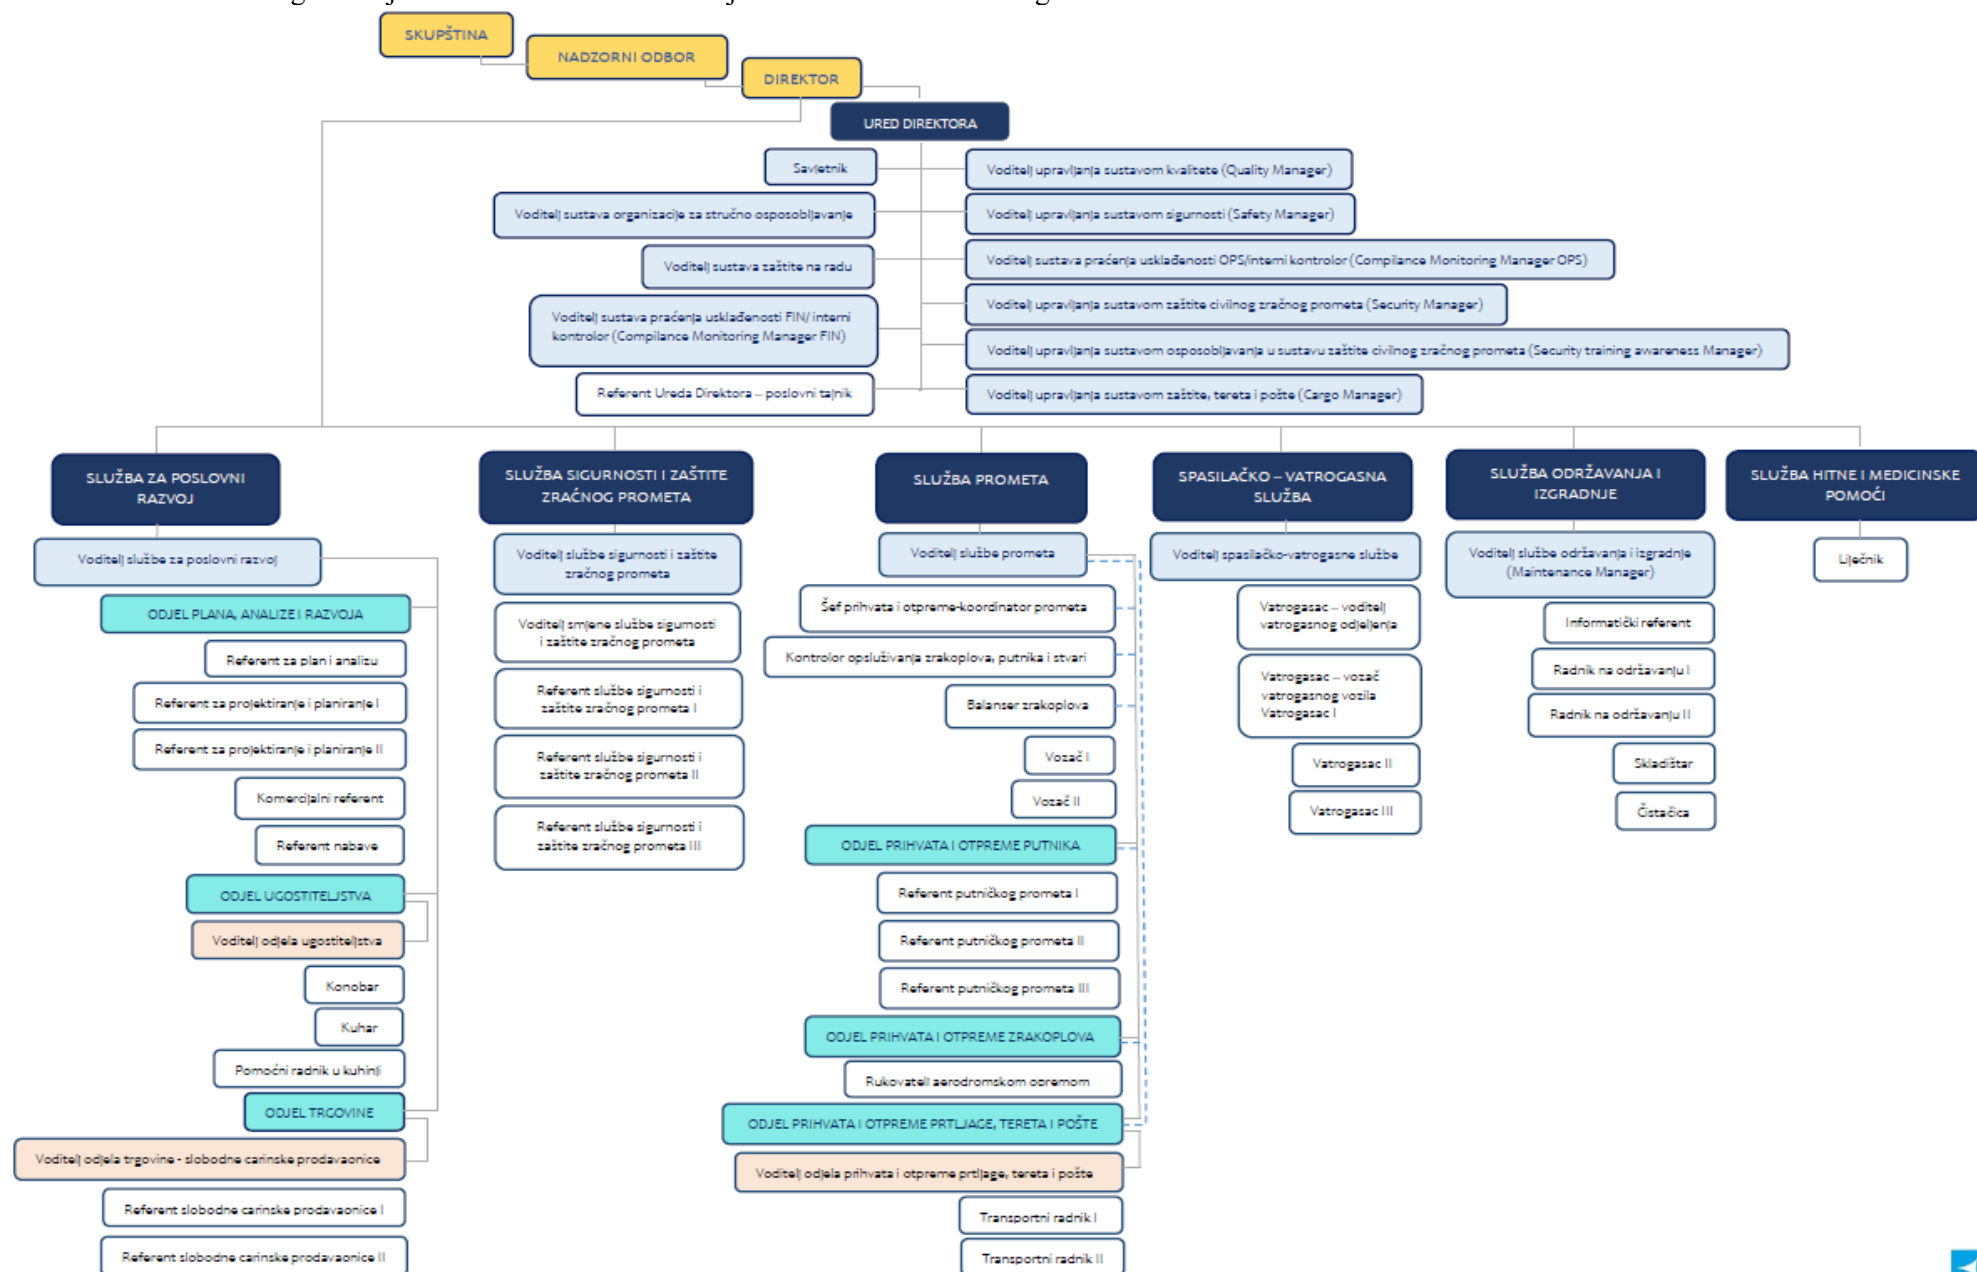 SKUPŠTINA
NADZORNI ODBOR
DIREKTOR
URED DIREKTORA
Savjetnik
Voditelj sustava organizacije za stručno osposobljavanje
Voditelj sustava zaštite na radu
Voditelj sustava praćenja usklađenosti FIN/ interni
kontrolor (Compilance Monitoring Manager FIN)
Referent Ureda Direktora – poslovni tajnik
Voditelj upravljanja sustavom kvalitete (Quality Manager)
Voditelj upravljanja sustavom sigurnosti (Safety Manager)
Voditelj sustava praćenja usklađenosti OPS/interni kontrolor (Compilance Monitoring Manager OPS)
Voditelj upravljanja sustavom zaštite civilnog zračnog prometa (Security Manager)
Voditelj upravljanja sustavom osposobljavanja u sustavu zaštite civilnog zračnog prometa (Security training awareness Manager)
Voditelj upravljanja sustavom zaštite, tereta i pošte (Cargo Manager)
SLUŽBA ZA POSLOVNI
RAZVOJ
Voditelj službe za poslovni razvoj
ODJEL PLANA, ANALIZE I RAZVOJA
Referent za plan i analizu
Referent za projektiranje i planiranje I
Referent za projektiranje i planiranje II
Komercijalni referent
Referent nabave
ODJEL UGOSTITELJSTVA
Voditelj odjela ugostiteljstva
Konobar
Kuhar
Pomoćni radnik u kuhinji
ODJEL TRGOVINE
Voditelj odjela trgovine - slobodne carinske prodavaonice
Referent slobodne carinske prodavaonice I
Referent slobodne carinske prodavaonice II
SLUŽBA SIGURNOSTI I ZAŠTITE
ZRAĆNOG PROMETA
Voditelj službe sigurnosti i zaštite
zračnog prometa
Voditelj smjene službe sigurnosti
i zaštite zračnog prometa
Referent službe sigurnosti i
zaštite zračnog prometa I
Referent službe sigurnosti i
zaštite zračnog prometa II
Referent službe sigurnosti i
zaštite zračnog prometa III
SLUŽBA PROMETA
Voditelj službe prometa
Šef prihvata i otpreme-koordinator prometa
Kontrolor opsluživanja zrakoplova, putnika i stvari
Balanser zrakoplova
Vozač I
Vozač II
ODJEL PRIHVATA I OTPREME PUTNIKA
Referent putničkog prometa I
Referent putničkog prometa II
Referent putničkog prometa III
ODJEL PRIHVATA I OTPREME ZRAKOPLOVA
Rukovatelj aerodromskom opremom
ODJEL PRIHVATA I OTPREME PRTLJAGE, TERETA I POŠTE
Voditelj odjela prihvata i otpreme prtljage, tereta i pošte
Transportni radnik I
Transportni radnik II
SPASILAČKO – VATROGASNA
SLUŽBA
Voditelj spasilačko-vatrogasne službe
Vatrogasac – voditelj
vatrogasnog odjeljenja
Vatrogasac – vozač
vatrogasnog vozila
Vatrogasac I
Vatrogasac II
Vatrogasac III
SLUŽBA ODRŽAVANJA I
IZGRADNJE
Voditelj službe održavanja i izgradnje
(Maintenance Manager)
Informatički referent
Radnik na održavanju I
Radnik na održavanju II
Skladištar
Čistačica
SLUŽBA HITNE I MEDICINSKE
POMOĆI
Liječnik